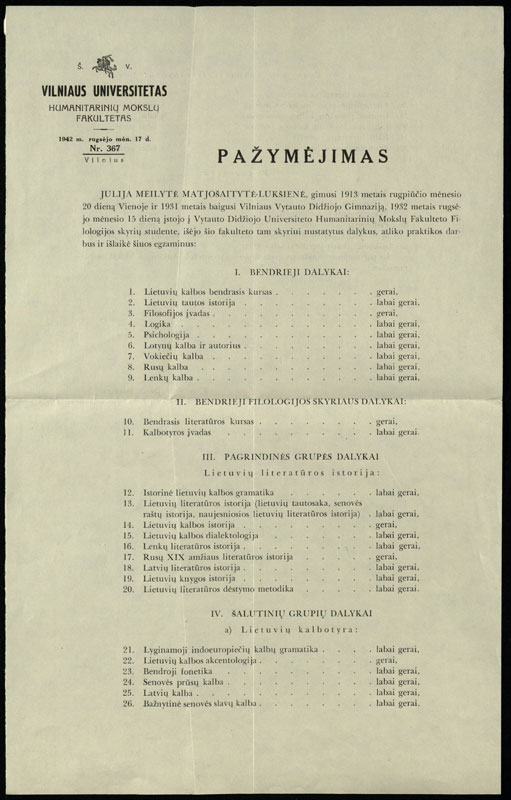 Š. V.
VILNIAUS UNIVERSITETAS
HUMANITARINIŲ MOKSLŲ
FAKULTETAS
1942 m. rugsėjo mėn. 17 d.
Nr. 367
Vilnius
PAŽYMĖJIMAS
JULIJA MEILYTĖ MATJOŠAITYTĖ-LUKŠIENĖ, gimusi 1913 metais rugpiūčio mėnesio
20 dieną Vienoje ir 1931 metais baigusi Vilniaus Vytauto Didžiojo Gimnaziją, 1932 metais rugsė-
jo mėnesio 15 dieną įstojo į Vytauto Didžiojo Universiteto Humanitarinių Mokslų Fakulteto Fi-
lologijos skyrių studente, išėjo šio fakulteto tam skyriui nustatytus dalykus, atliko praktikos dar-
bus ir išlaikė šiuos egzaminus:
I. BENDRIEJI DALYKAI:
1. Lietuvių kalbos bendrasis kursas . . . . . . . gerai,
2. Lietuvių tautos istorija . . . . . . . . labai gerai,
3. Filosofijos įvadas . . . . . . . . . gerai,
4. Logika . . . . . . . . . . . labai gerai,
5. Psichologija . . . . . . . . . . labai gerai,
6. Lotynų kalba ir autorius . . . . . . . . labai gerai,
7. Vokiečių kalba . . . . . . . . . labai gerai,
8. Rusų kalba . . . . . . . . . . labai gerai,
9. Lenkų kalba . . . . . . . . . . labai gerai,
II. BENDRIEJI FILOLOGIJOS SKYRIAUS DALYKAI:
10. Bendrasis literatūros kursas . . . . . . . gerai,
11. Kalbotyros įvadas . . . . . . . . . labai gerai.
III. PAGRINDINĖS GRUPĖS DALYKAI
Lietuvių literatūros istorija:
12. Istorinė lietuvių kalbos gramatika . . . . . labai gerai,
13. Lietuvių literatūros istorija (lietuvių tautosaka, senovės
raštų istorija, naujesniosios lietuvių literatūros istorija) . labai gerai,
14. Lietuvių kalbos istorija . . . . . . . . gerai,
15. Lietuvių kalbos dialektologija . . . . . . labai gerai,
16. Lenkų literatūros istorija . . . . . . . . labai gerai,
17. Rusų XIX amžiaus literatūros istorija . . . . . gerai,
18. Latvių literatūros istorija . . . . . . . . labai gerai,
19. Lietuvių knygos istorija . . . . . . . . labai gerai,
20. Lietuvių literatūros dėstymo metodika . . . . . labai gerai.
IV. ŠALUTINIŲ GRUPIŲ DALYKAI
a) Lietuvių kalbotyra:
21. Lyginamoji indoeuropiečių kalbų gramatika . . . . labai gerai,
22. Lietuvių kalbos akcentologija . . . . . . . gerai,
23. Bendroji fonetika . . . . . . . . . labai gerai,
24. Senovės prūsų kalba . . . . . . . . . labai gerai,
25. Latvių kalba . . . . . . . . . . labai gerai,
26. Bažnytinė senovės slavų kalba . . . . . . . labai gerai,